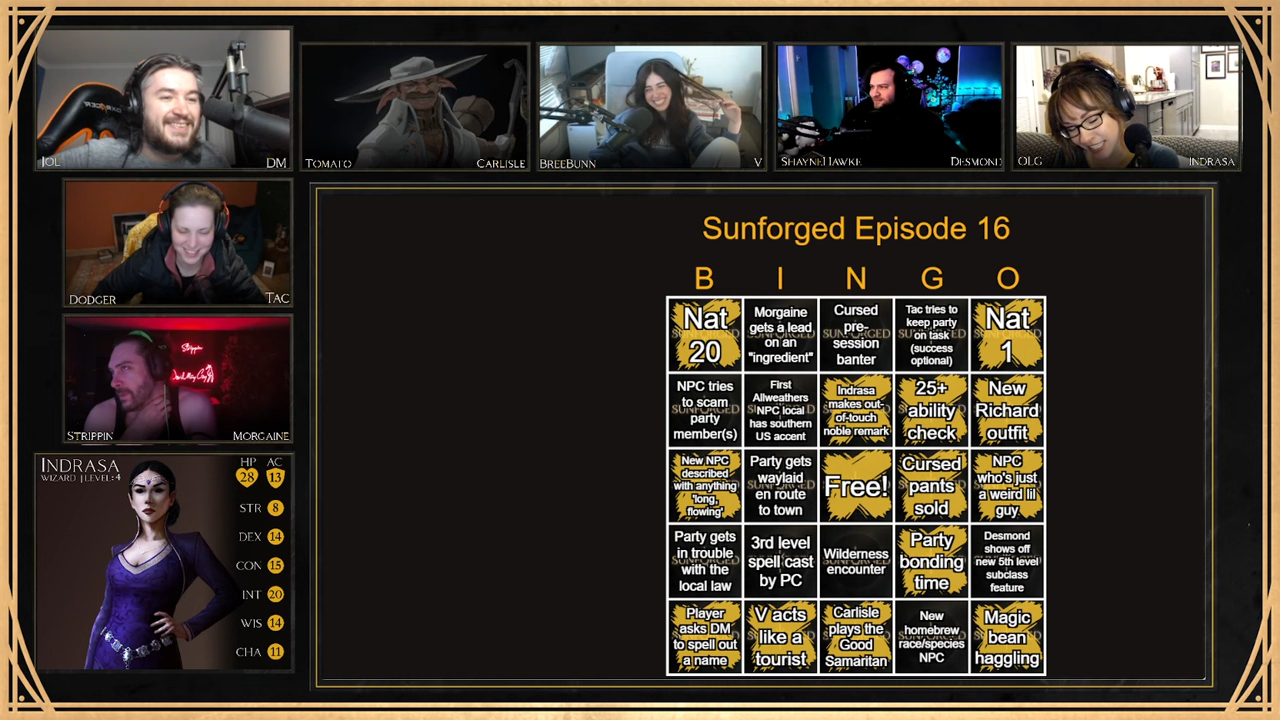 JOL
DM
TOMATO
CARLISLE
BREEBUNN
V
SHAYNEHAWKE
DESMOND
OLG
INDRASA
DODGER
TAC
STRIPPIN
MORGAINE
INDRASA
WIZARD | LEVEL: 4
HP
AC
28
13
STR 8
DEX 14
CON 15
INT 20
WIS 14
CHA 11
Sunforged Episode 16
B I N G O
Nat
20
Morgaine
gets a lead
on an
"ingredient"
Cursed
pre-
session
banter
Tac tries to
keep party
on task
(success
optional)
Nat
1
NPC tries
to scam
party
member(s)
First
Allweathers
NPC local
has southern
US accent
Indrasa
makes out-
of-touch
noble remark
25+
ability
check
New
Richard
outfit
New NPC
described
with anything
'long,
flowing'
Party gets
waylaid
en route
to town
Free!
Cursed
pants
sold
NPC
who's just
a weird lil
guy
Party gets
in trouble
with the
local law
3rd level
spell cast
by PC
Wilderness
encounter
Party
bonding
time
Desmond
shows off
new 5th level
subclass
feature
Player
asks DM
to spell out
a name
V acts
like a
tourist
Carlisle
plays the
Good
Samaritan
New
homebrew
race/species
NPC
Magic
bean
haggling